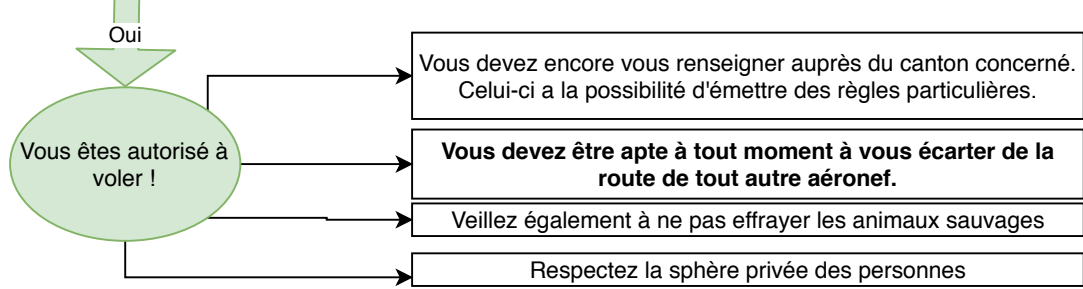 Oui
Vous devez encore vous renseigner auprès du canton concerné.
Celui-ci a la possibilité d'émettre des règles particulières.
Vous êtes autorisé à
voler !
Vous devez être apte à tout moment à vous écarter de la
route de tout autre aéronef.
Veillez également à ne pas effrayer les animaux sauvages
Respectez la sphère privée des personnes